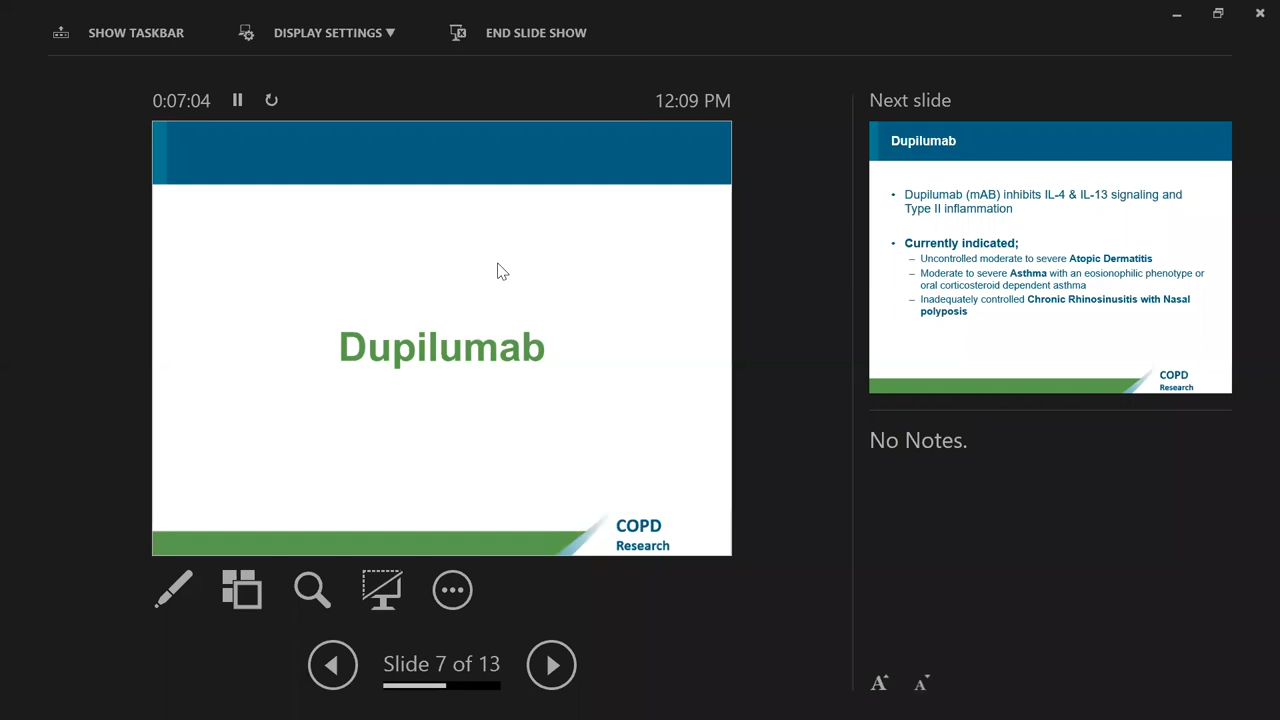 SHOW TASKBAR DISPLAY SETTINGS ▼ END SLIDE SHOW
0:07:04 12:09 PM
Dupilumab
COPD
Research
Slide 7 of 13
Next slide
Dupilumab
• Dupilumab (mAB) inhibits IL-4 & IL-13 signaling and
Type II inflammation
• Currently indicated;
– Uncontrolled moderate to severe Atopic Dermatitis
– Moderate to severe Asthma with an eosionophilic phenotype or
oral corticosteroid dependent asthma
– Inadequately controlled Chronic Rhinosinusitis with Nasal
polyposis
COPD
Research
No Notes.
A A